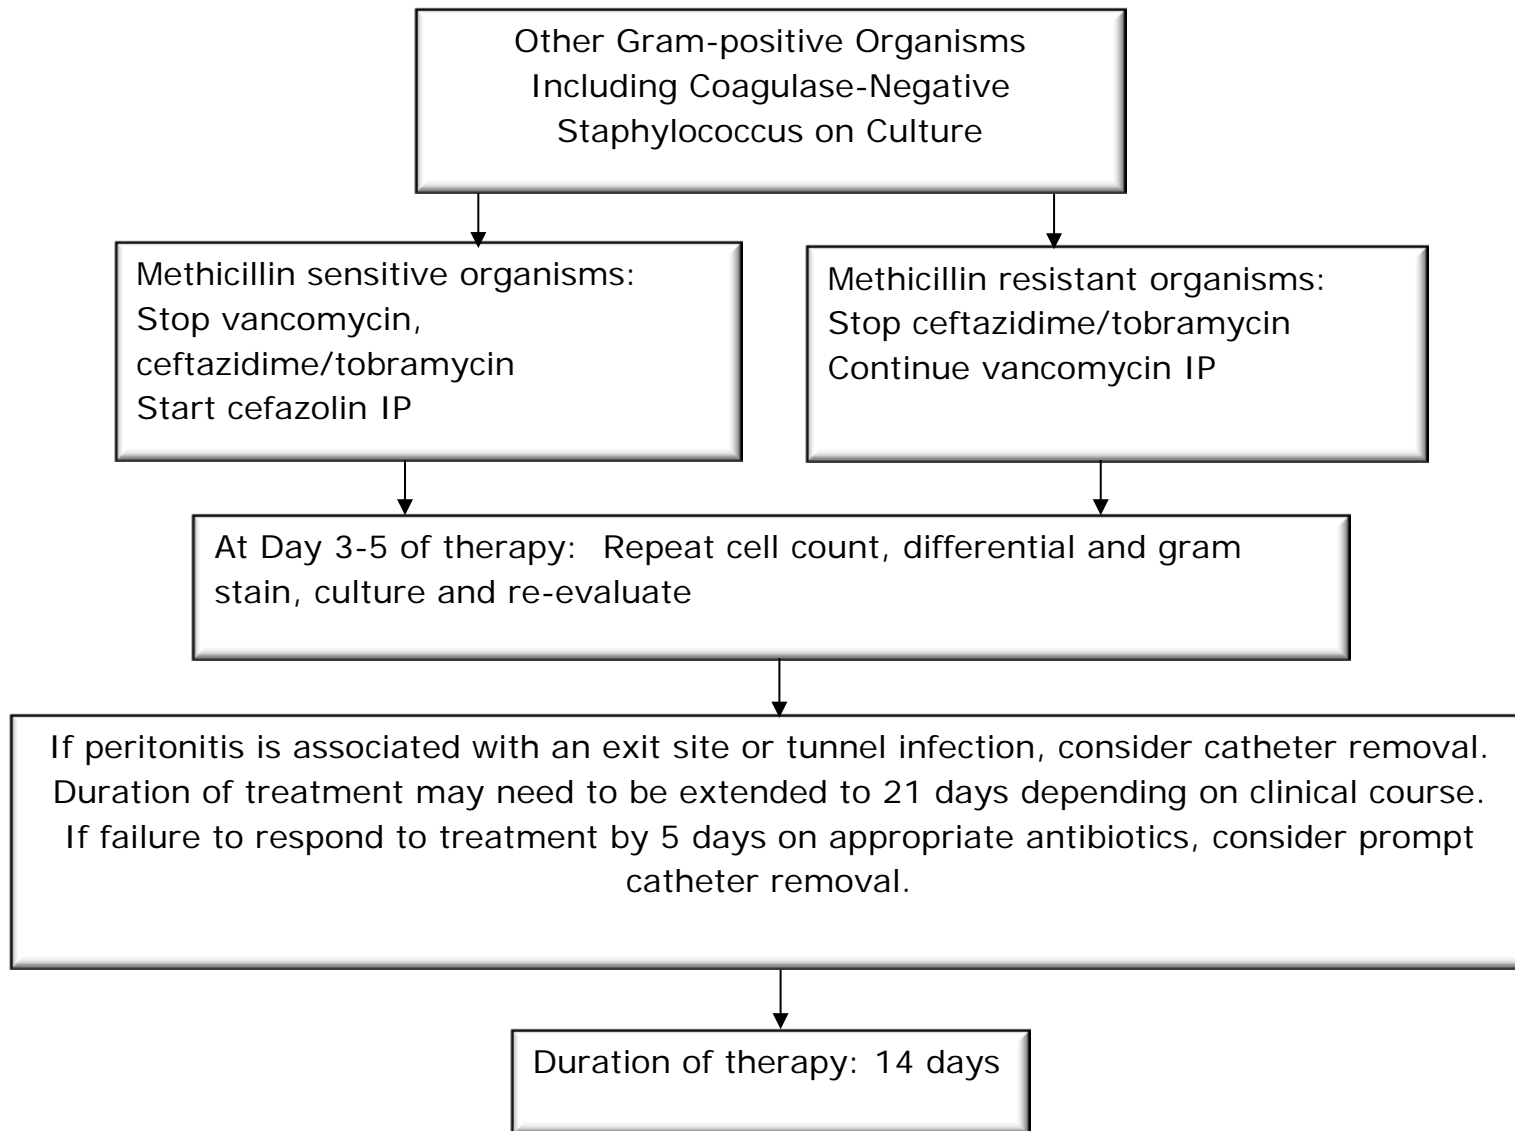 Other Gram-positive Organisms
Including Coagulase-Negative
Staphylococcus on Culture
Methicillin sensitive organisms:
Stop vancomycin,
ceftazidime/tobramycin
Start cefazolin IP
Methicillin resistant organisms:
Stop ceftazidime/tobramycin
Continue vancomycin IP
At Day 3-5 of therapy:  Repeat cell count, differential and gram
stain, culture and re-evaluate
If peritonitis is associated with an exit site or tunnel infection, consider catheter removal.
Duration of treatment may need to be extended to 21 days depending on clinical course.
If failure to respond to treatment by 5 days on appropriate antibiotics, consider prompt
catheter removal.
Duration of therapy: 14 days